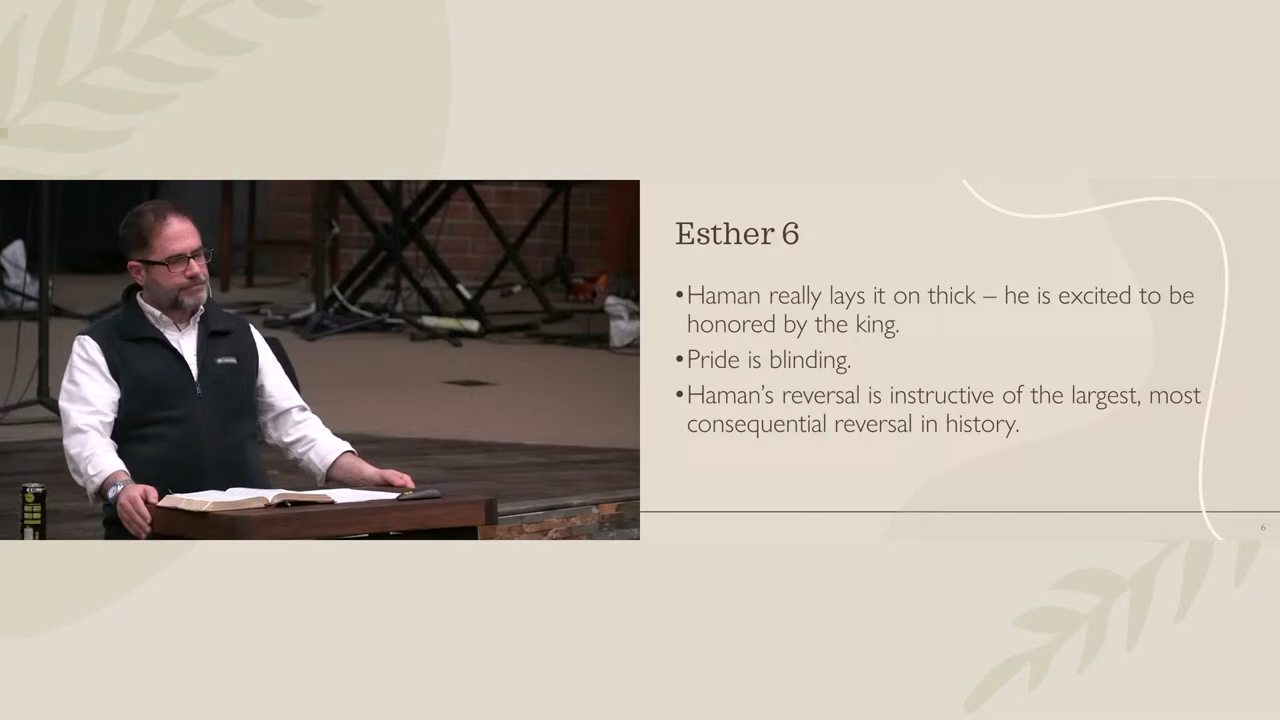 Esther 6
•Haman really lays it on thick – he is excited to be
honored by the king.
•Pride is blinding.
•Haman’s reversal is instructive of the largest, most
consequential reversal in history.
6